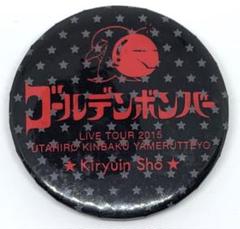 ゴールデンボンバー
LIVE TOUR 2015
UTAHIRO KINBAKU YAMERUTTEYO
★ Kiryuin Sho ★